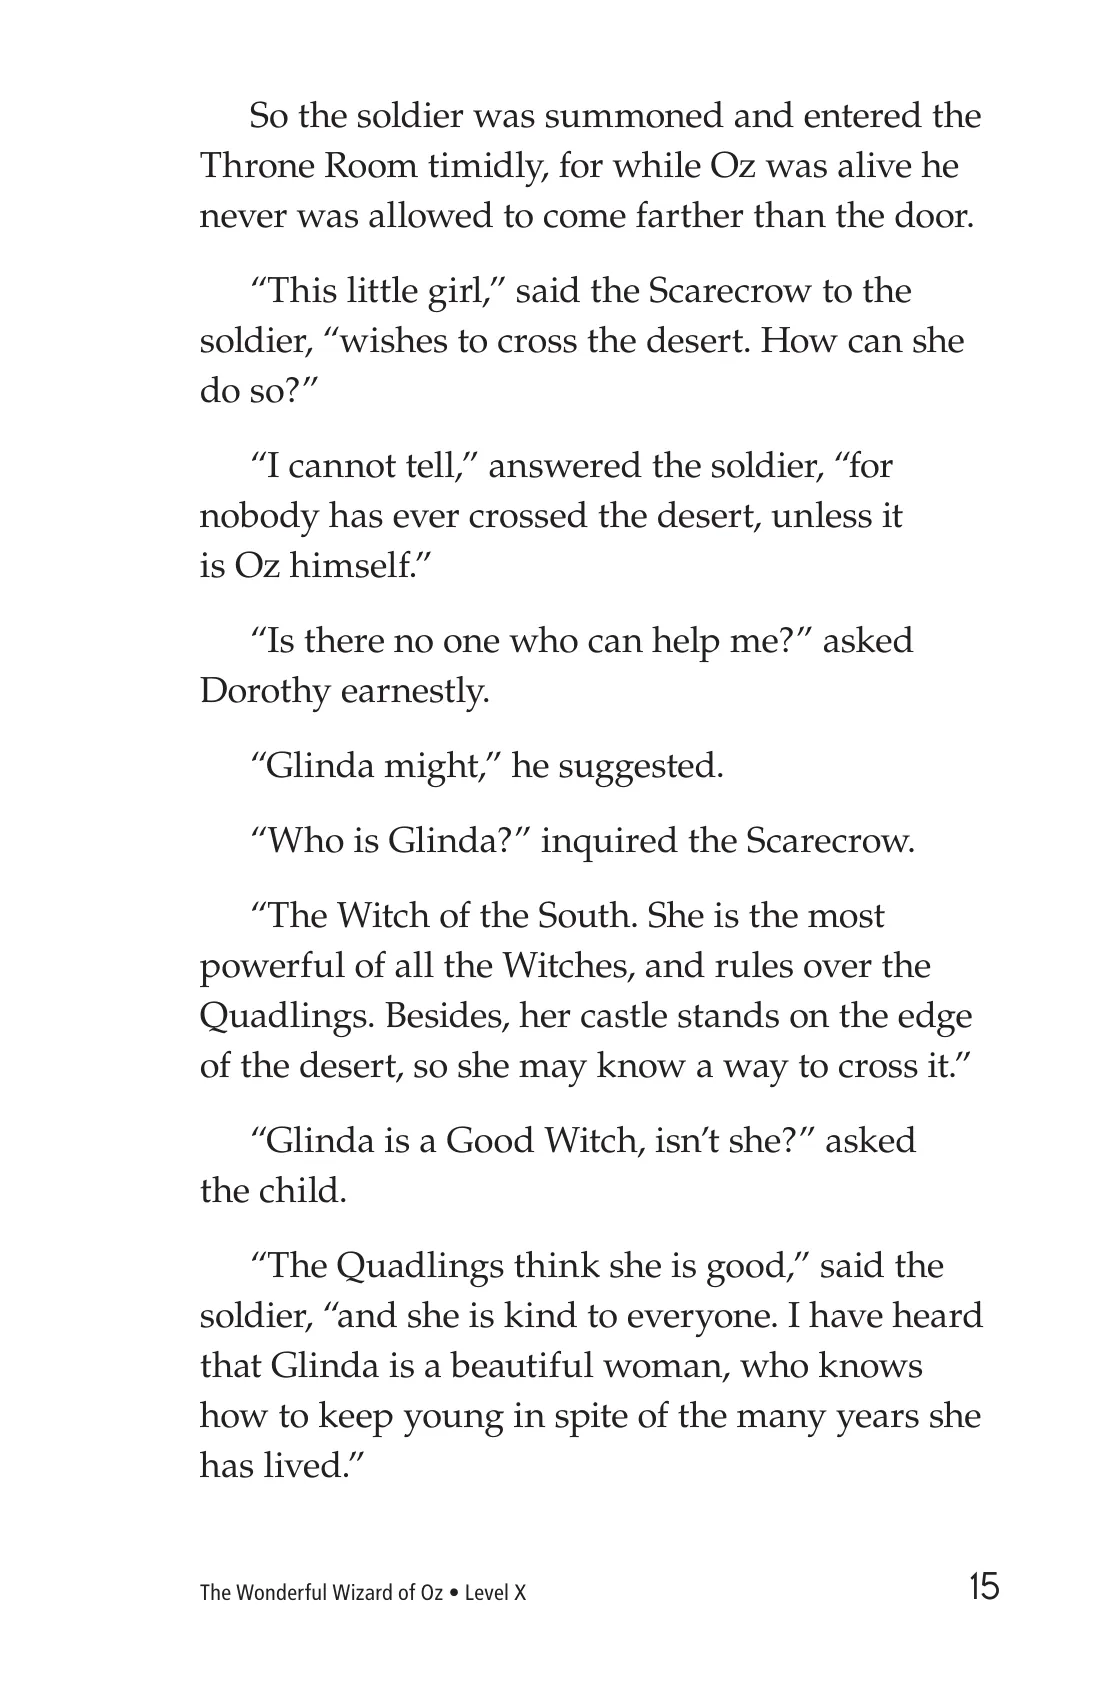 So the soldier was summoned and entered the
Throne Room timidly, for while Oz was alive he
never was allowed to come farther than the door.
“This little girl,” said the Scarecrow to the
soldier, “wishes to cross the desert. How can she
do so?”
“I cannot tell,” answered the soldier, “for
nobody has ever crossed the desert, unless it
is Oz himself.”
“Is there no one who can help me?” asked
Dorothy earnestly.
“Glinda might,” he suggested.
“Who is Glinda?” inquired the Scarecrow.
“The Witch of the South. She is the most
powerful of all the Witches, and rules over the
Quadlings. Besides, her castle stands on the edge
of the desert, so she may know a way to cross it.”
“Glinda is a Good Witch, isn’t she?” asked
the child.
“The Quadlings think she is good,” said the
soldier, “and she is kind to everyone. I have heard
that Glinda is a beautiful woman, who knows
how to keep young in spite of the many years she
has lived.”
The Wonderful Wizard of Oz • Level X
15